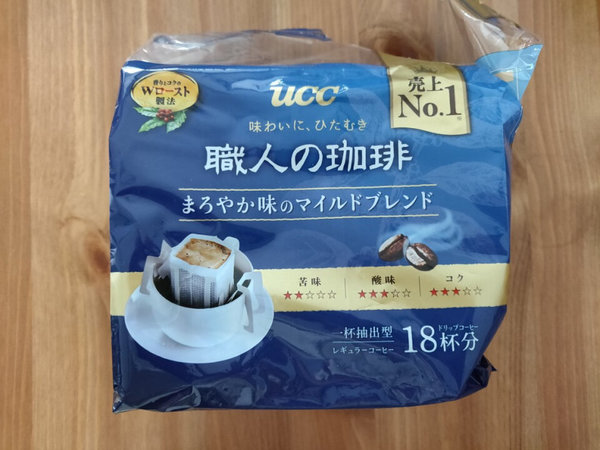 香りとコクの
Wロースト
製法
ucc
売上
No.1
味わいに、ひたむき
職人の珈琲
まろやか味のマイルドブレンド
苦味
酸味
コク
★★☆☆☆
★★★☆☆
★★★☆☆
一杯抽出型
レギュラーコーヒー
ドリップコーヒー
18杯分